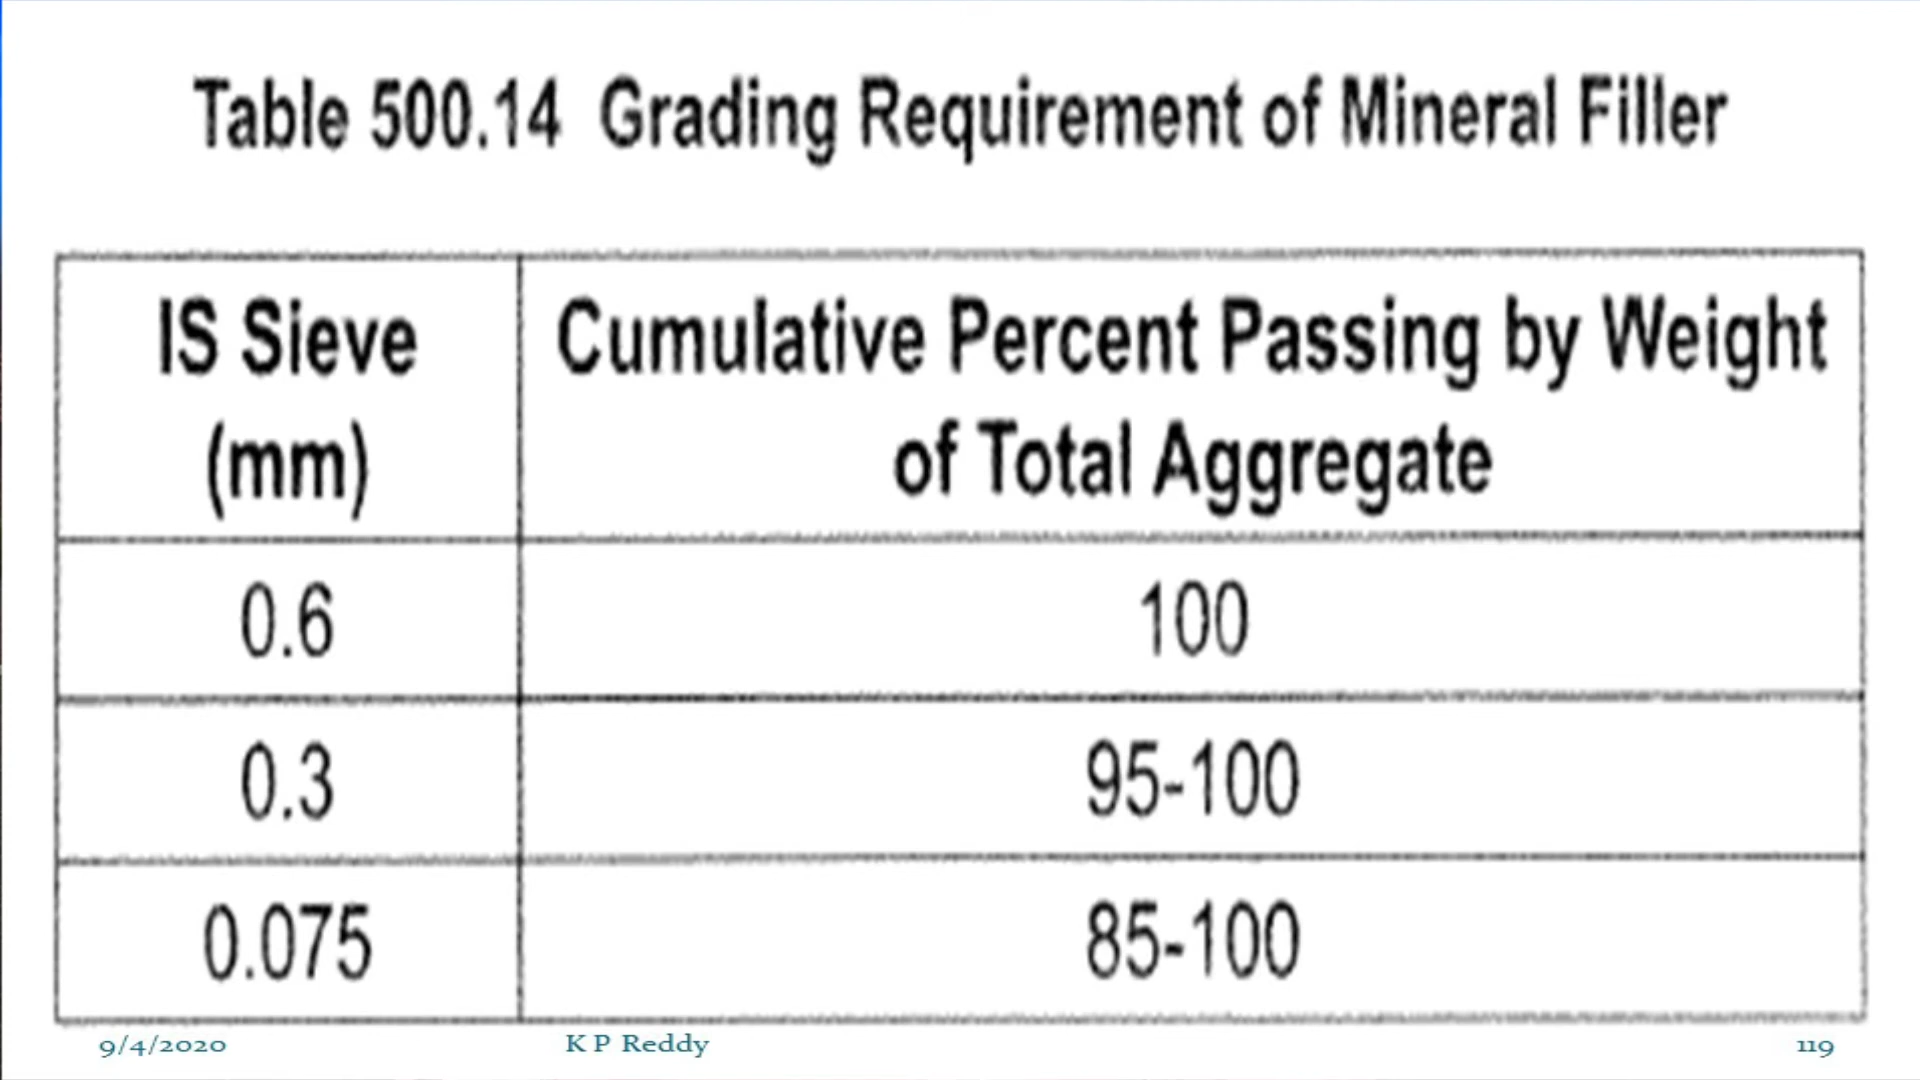 Table 500.14 Grading Requirement of Mineral Filler
IS Sieve
(mm)
Cumulative Percent Passing by Weight
of Total Aggregate
0.6
100
0.3
95-100
0.075
85-100
9/4/2020
K P Reddy
119